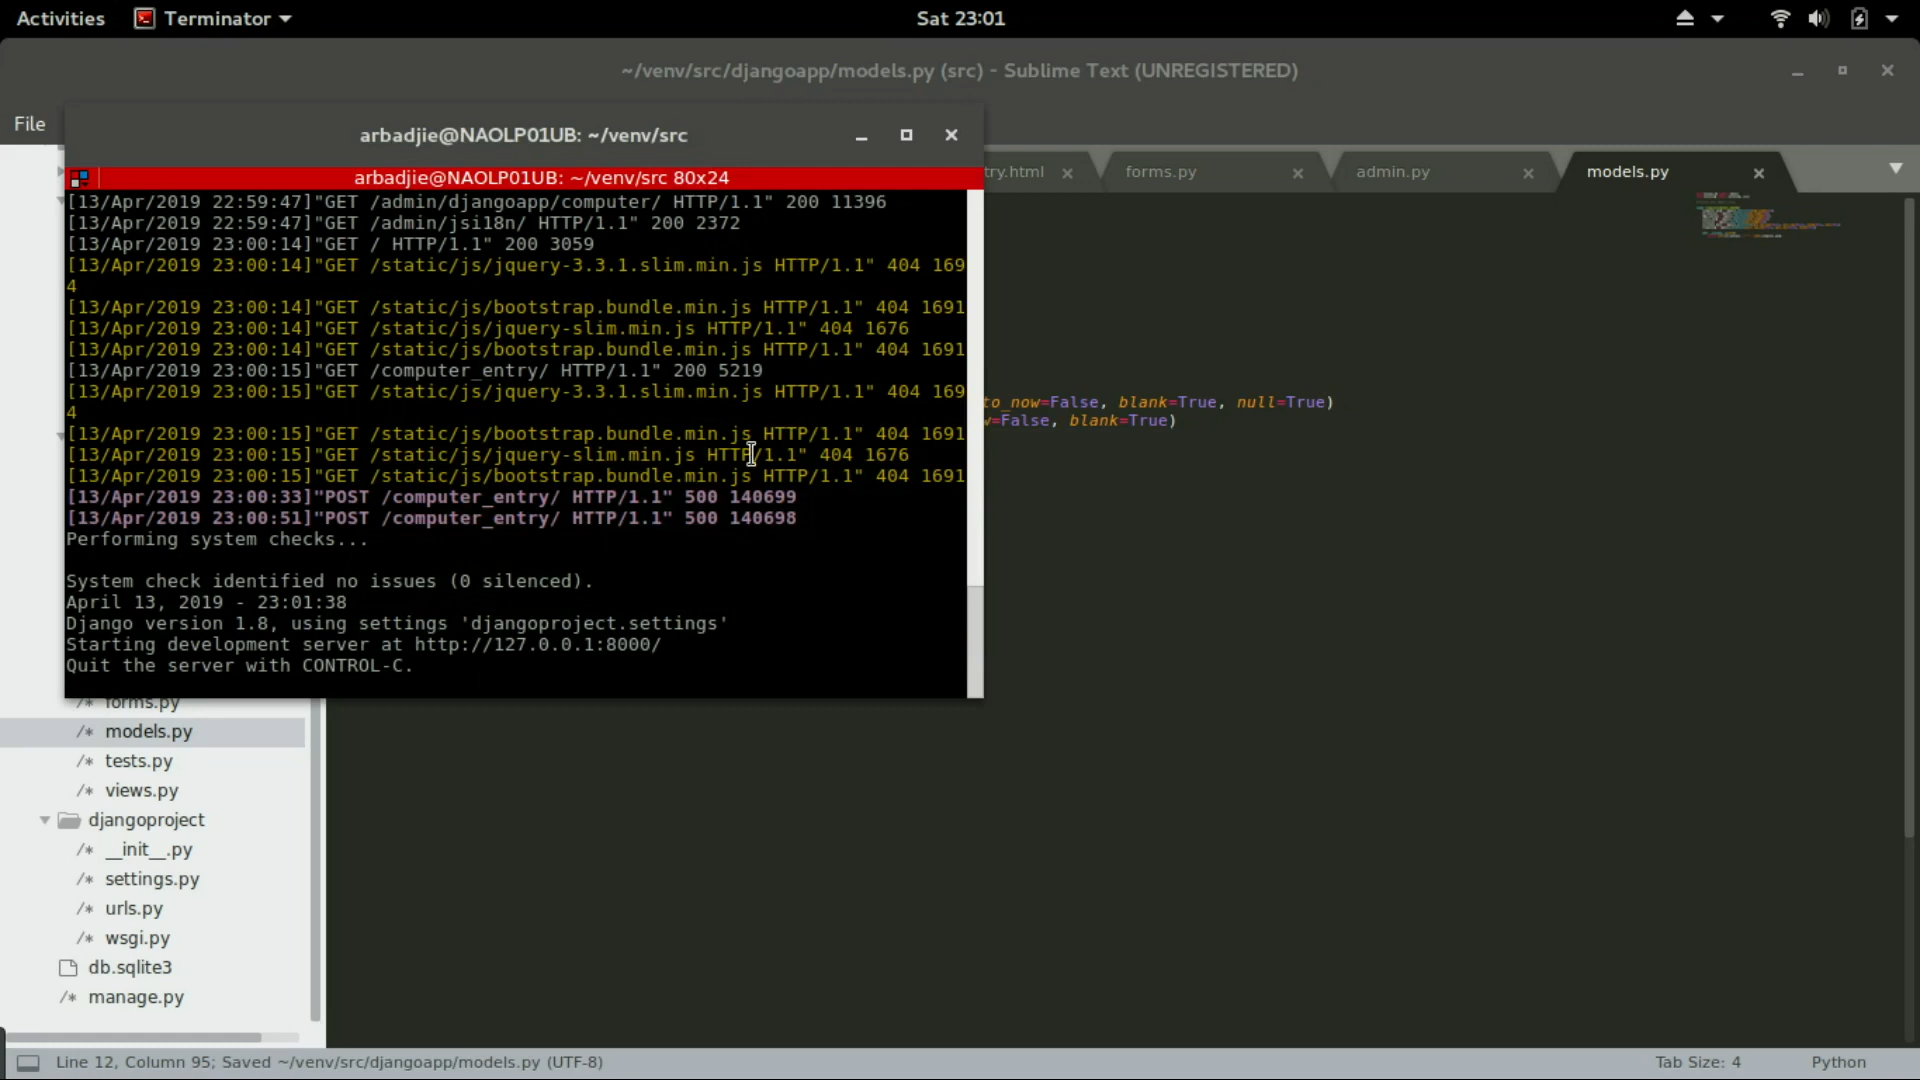 Activities
Terminator
Sat 23:01
~/venv/src/djangoapp/models.py (src) - Sublime Text (UNREGISTERED)
File
arbadjie@NAOLP01UB: ~/venv/src
arbadjie@NAOLP01UB: ~/venv/src 80x24
try.html
forms.py
admin.py
models.py
[13/Apr/2019 22:59:47]"GET /admin/djangoapp/computer/ HTTP/1.1" 200 11396
[13/Apr/2019 22:59:47]"GET /admin/jsi18n/ HTTP/1.1" 200 2372
[13/Apr/2019 23:00:14]"GET / HTTP/1.1" 200 3059
[13/Apr/2019 23:00:14]"GET /static/js/jquery-3.3.1.slim.min.js HTTP/1.1" 404 169
4
[13/Apr/2019 23:00:14]"GET /static/js/bootstrap.bundle.min.js HTTP/1.1" 404 1691
[13/Apr/2019 23:00:14]"GET /static/js/jquery-slim.min.js HTTP/1.1" 404 1676
[13/Apr/2019 23:00:14]"GET /static/js/bootstrap.bundle.min.js HTTP/1.1" 404 1691
[13/Apr/2019 23:00:15]"GET /computer_entry/ HTTP/1.1" 200 5219
[13/Apr/2019 23:00:15]"GET /static/js/jquery-3.3.1.slim.min.js HTTP/1.1" 404 169
4
[13/Apr/2019 23:00:15]"GET /static/js/bootstrap.bundle.min.js HTTP/1.1" 404 1691
[13/Apr/2019 23:00:15]"GET /static/js/jquery-slim.min.js HTTP/1.1" 404 1676
[13/Apr/2019 23:00:15]"GET /static/js/bootstrap.bundle.min.js HTTP/1.1" 404 1691
[13/Apr/2019 23:00:33]"POST /computer_entry/ HTTP/1.1" 500 140699
[13/Apr/2019 23:00:51]"POST /computer_entry/ HTTP/1.1" 500 140698
Performing system checks...
System check identified no issues (0 silenced).
April 13, 2019 - 23:01:38
Django version 1.8, using settings 'djangoproject.settings'
Starting development server at http://127.0.0.1:8000/
Quit the server with CONTROL-C.
to_now=False, blank=True, null=True)
=False, blank=True)
forms.py
/* models.py
/* tests.py
/* views.py
djangoproject
/* __init__.py
/* settings.py
/* urls.py
/* wsgi.py
db.sqlite3
/* manage.py
Line 12, Column 95; Saved ~/venv/src/djangoapp/models.py (UTF-8)
Tab Size: 4
Python